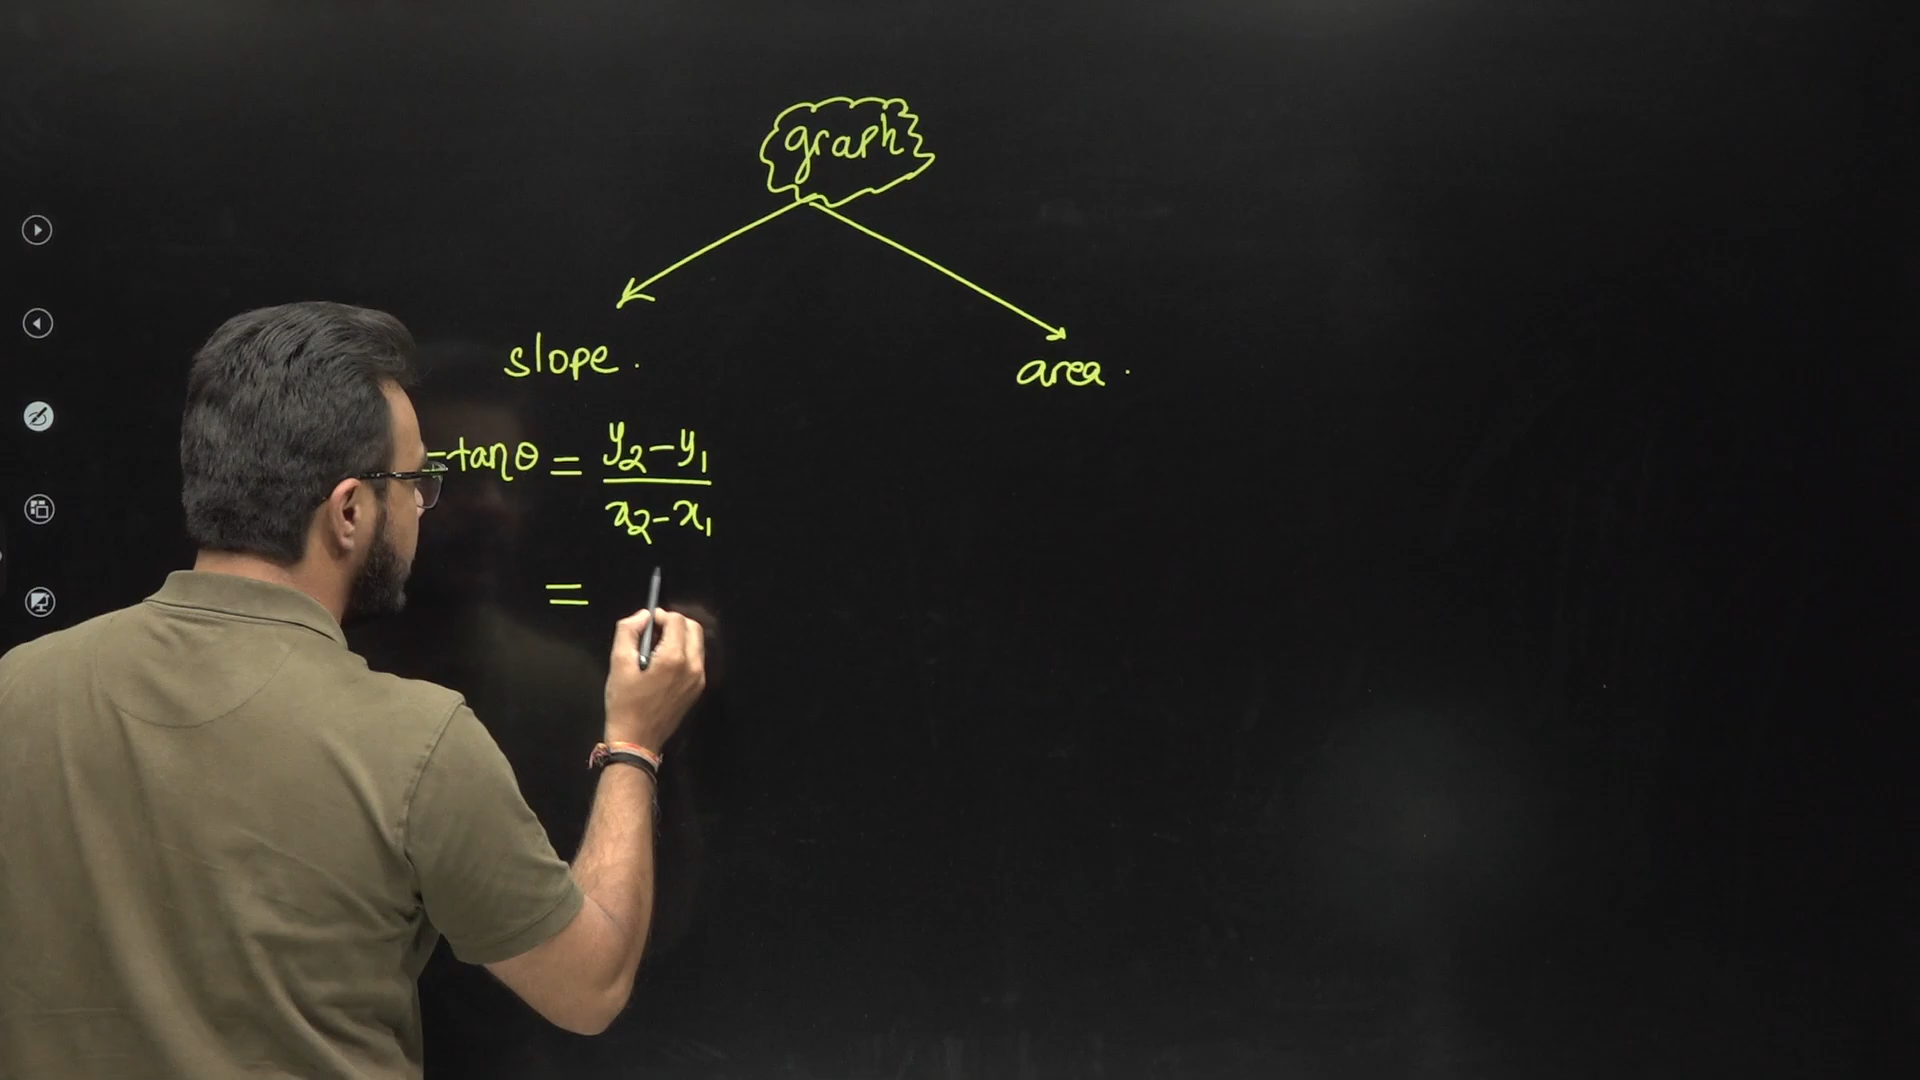 graph
slope.
area.
tanθ = y₂-y₁ / x₂-x₁
=